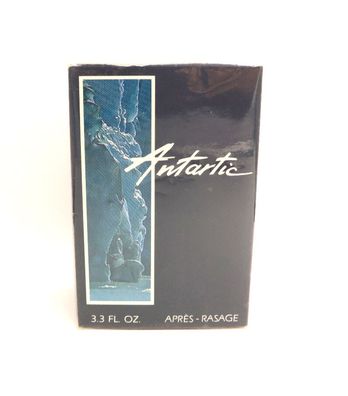 Antartic
3.3 FL. OZ. APRÈS - RASAGE